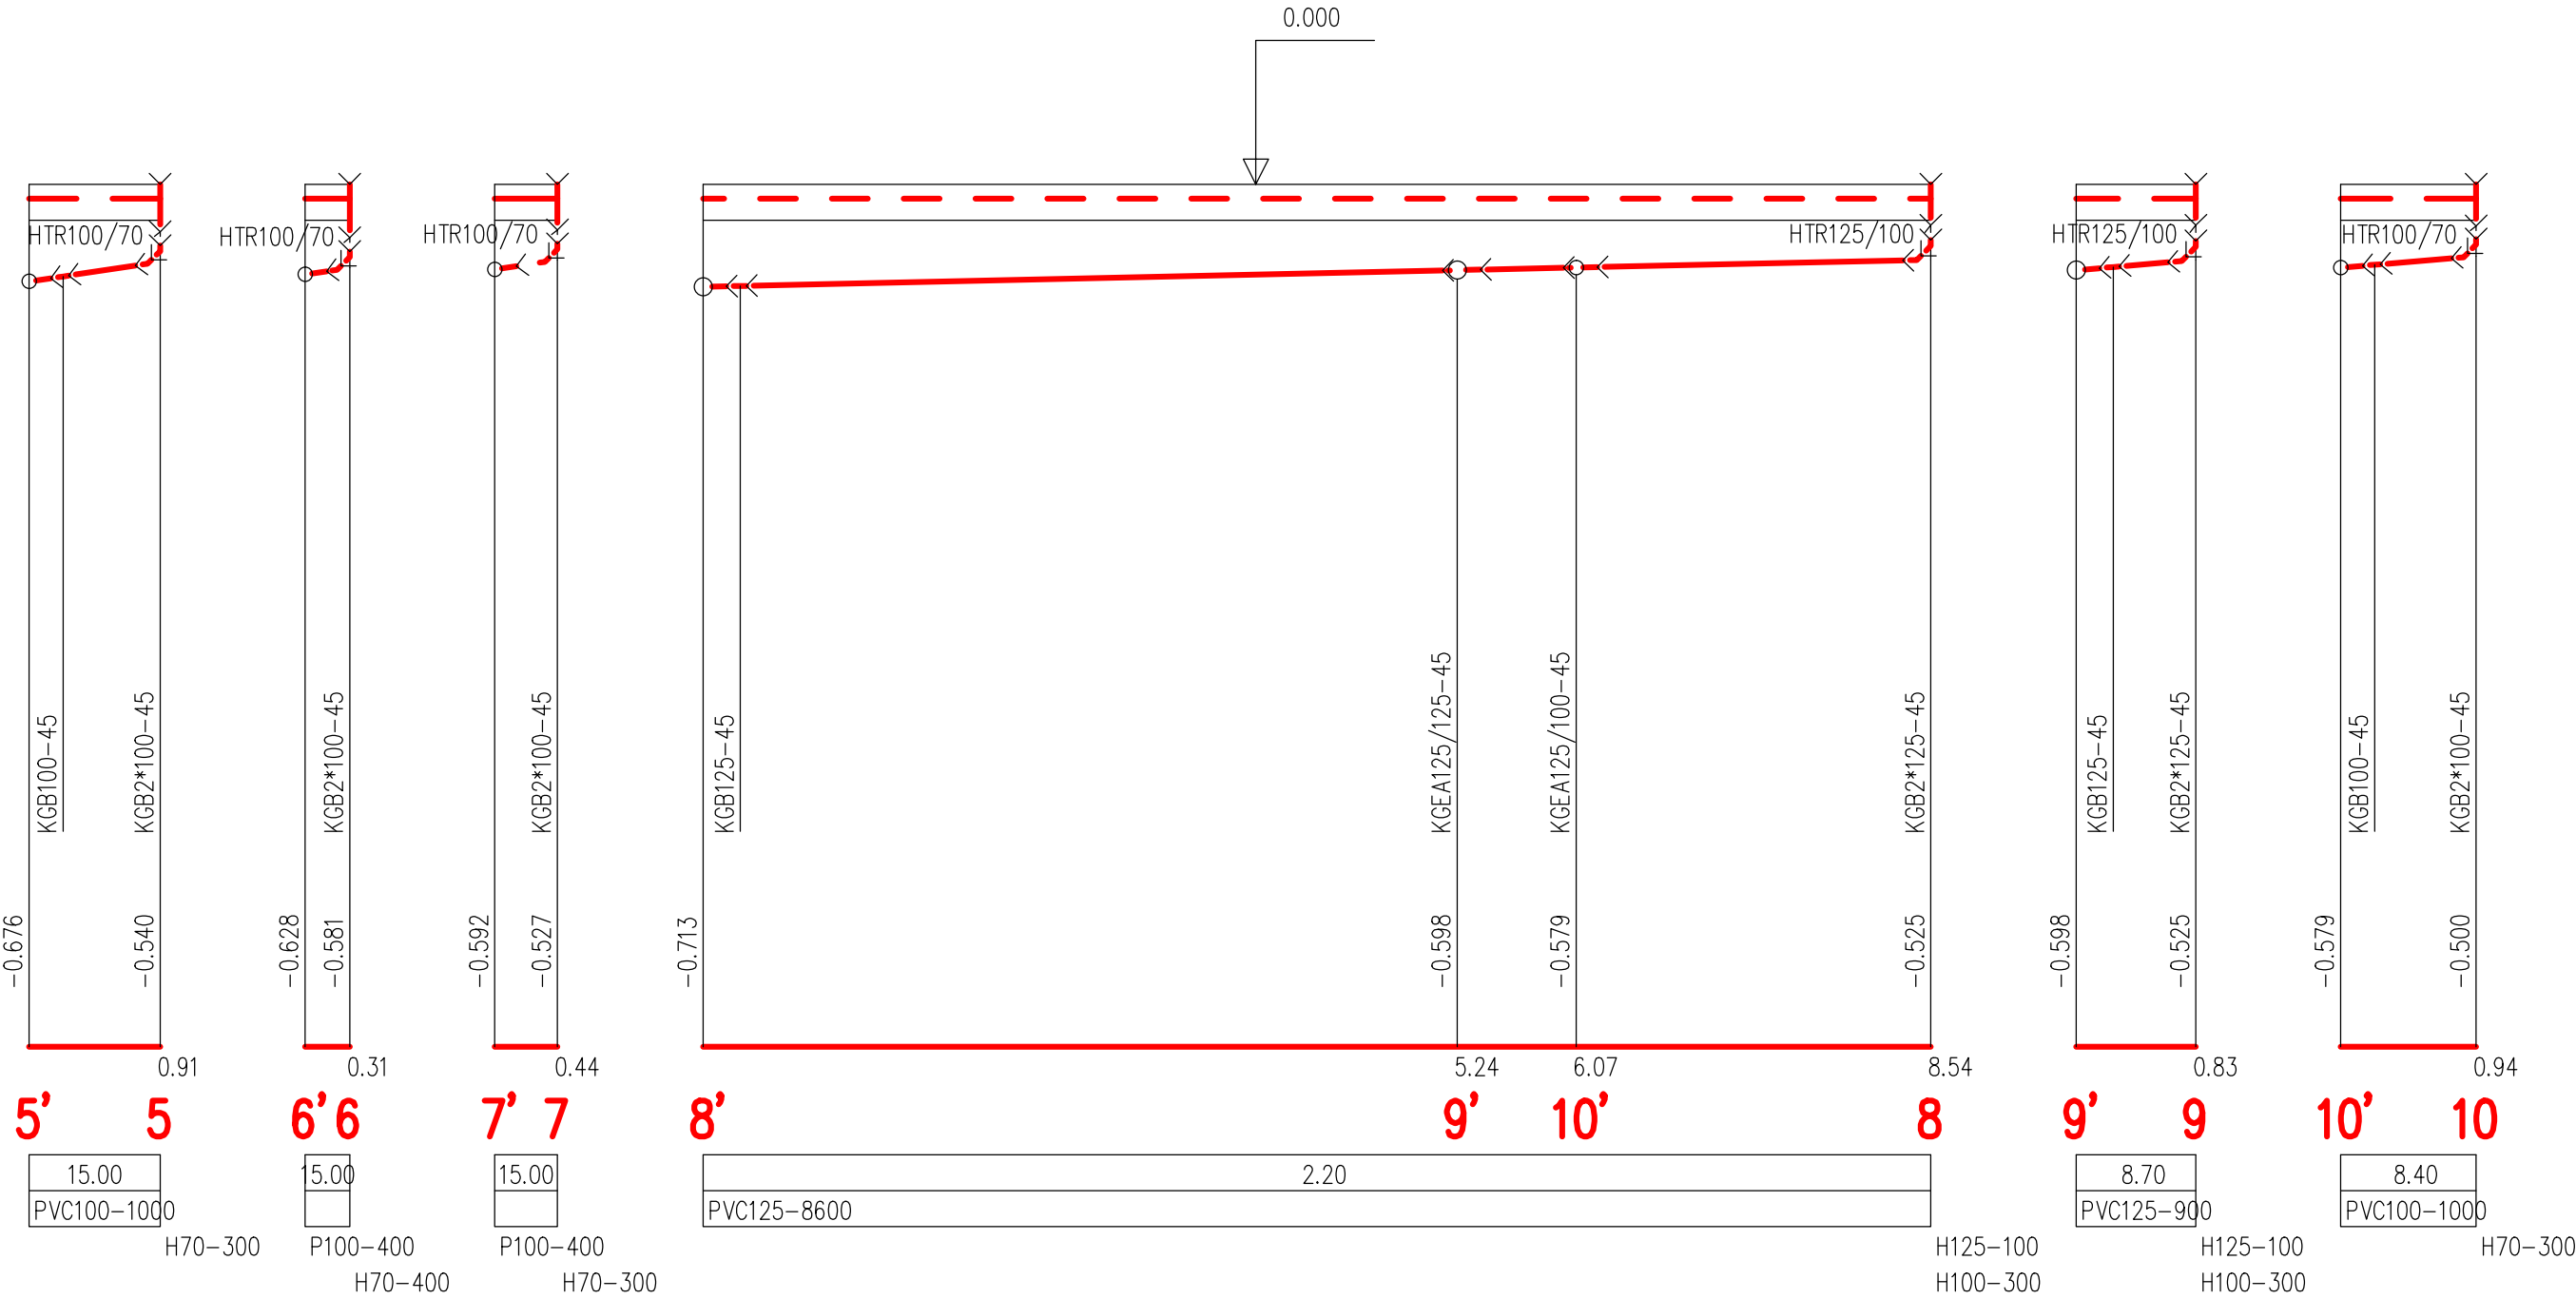 0.000
HTR100/70
HTR100/70
HTR100/70
HTR125/100
HTR125/100
HTR100/70
KGB100-45
KGB2*100-45
KGB2*100-45
KGB2*100-45
KGB125-45
KGEA125/125-45
KGEA125/100-45
KGB2*125-45
KGB125-45
KGB2*125-45
KGB100-45
KGB2*100-45
-0.676
-0.540
-0.628
-0.581
-0.592
-0.527
-0.713
-0.598
-0.579
-0.525
-0.598
-0.525
-0.579
-0.500
0.91
0.31
0.44
5.24
6.07
8.54
0.83
0.94
5' 5
6' 6
7' 7
8' 9' 10' 8
9' 9
10' 10
15.00
15.00
15.00
2.20
8.70
8.40
PVC100-1000
PVC125-8600
PVC125-900
PVC100-1000
H70-300
P100-400
P100-400
H125-100
H125-100
H70-300
H70-400
H70-300
H100-300
H100-300